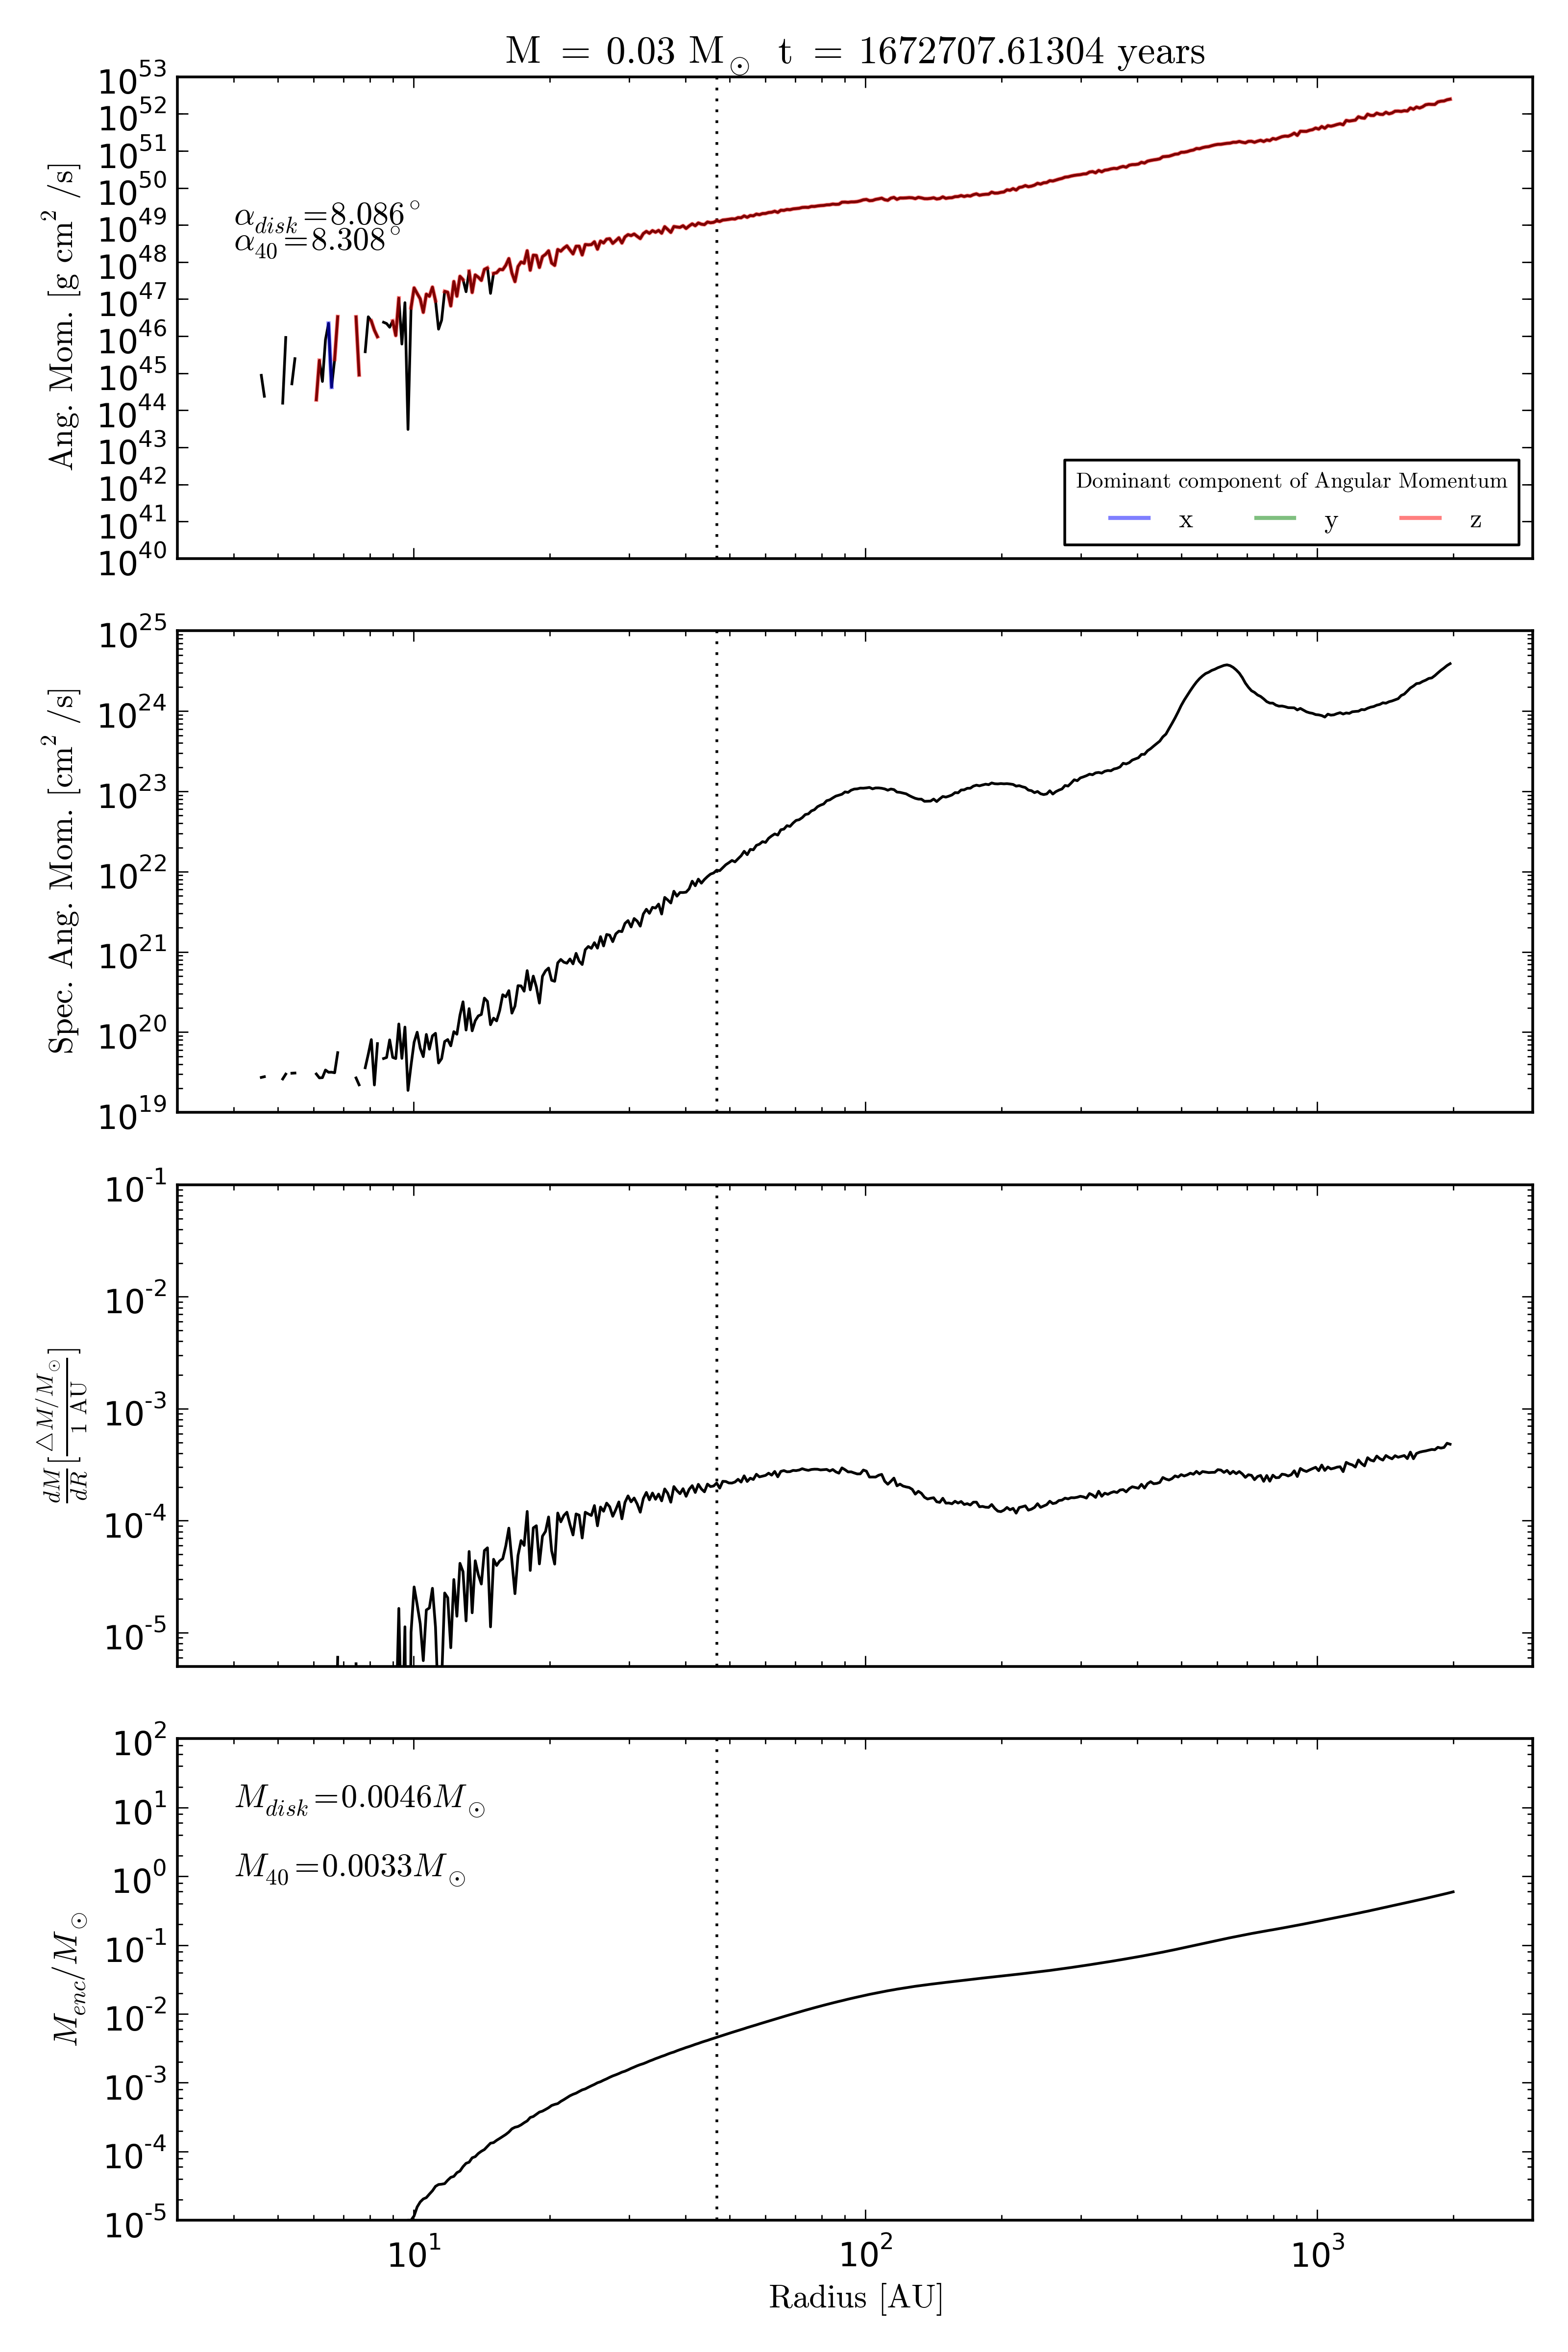 M = 0.03 M⊙ t = 1672707.61304 years
10^53
10^52
10^51
10^50
10^49
10^48
10^47
10^46
10^45
10^44
10^43
10^42
10^41
10^40
Ang. Mom. [g cm^2 /s]
α_disk=8.086°
α_40=8.308°
Dominant component of Angular Momentum
x y z
10^25
10^24
10^23
10^22
10^21
10^20
10^19
Spec. Ang. Mom. [cm^2 /s]
10^-1
10^-2
10^-3
10^-4
10^-5
dM/dR [△M/M⊙ / 1 AU]
10^2
10^1
10^0
10^-1
10^-2
10^-3
10^-4
10^-5
M_enc/M⊙
M_disk=0.0046M⊙
M_40=0.0033M⊙
10^1 10^2 10^3
Radius [AU]